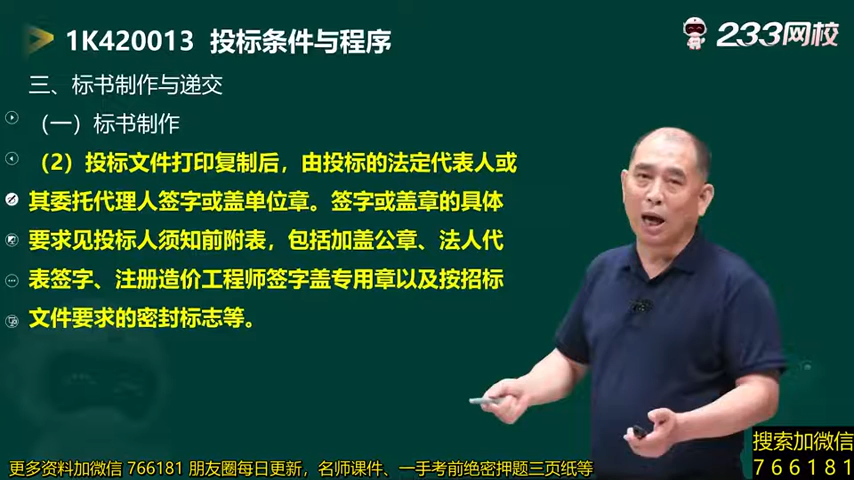 1K420013 投标条件与程序
233网校
三、标书制作与递交
（一）标书制作
（2）投标文件打印复制后，由投标的法定代表人或
其委托代理人签字或盖单位章。签字或盖章的具体
要求见投标人须知前附表，包括加盖公章、法人代
表签字、注册造价工程师签字盖专用章以及按招标
文件要求的密封标志等。
搜索加微信
766181
更多资料加微信 766181 朋友圈每日更新，名师课件、一手考前绝密押题三页纸等